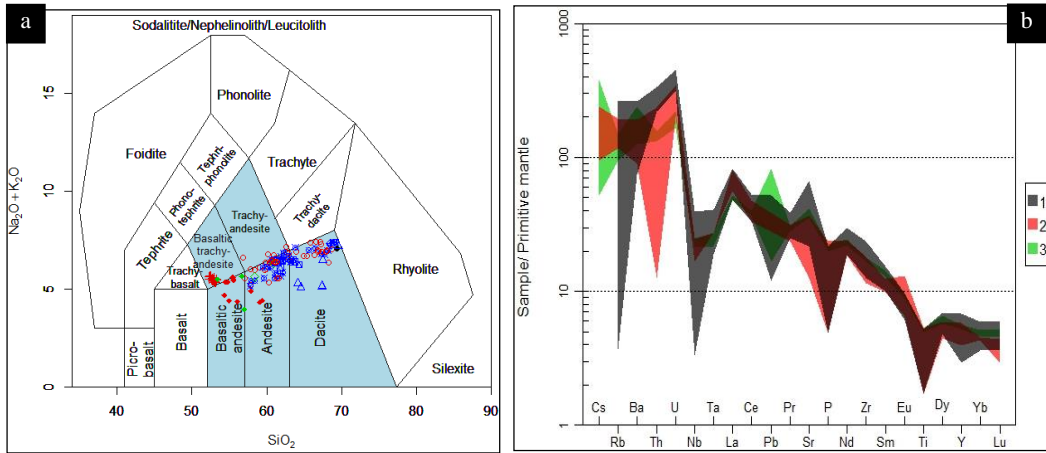 a
Sodalitite/Nephelinolith/Leucitolith
Phonolite
Foidite
Tephri-
phonolite
Trachyte
Phono-
tephrite
Trachy-
andesite
Trachy-
dacite
Tephrite
Basaltic
trachy-
andesite
Trachy-
basalt
Rhyolite
Picro-
basalt
Basalt
Basaltic
andesite
Andesite
Dacite
Silexite
Na2O + K2O
15
10
5
0
40 50 60 70 80 90
SiO2
b
Sample/ Primitive mantle
1000
100
10
1
Cs Ba U Ta Ce Pr P Zr Eu Dy Yb
Rb Th Nb La Pb Sr Nd Sm Ti Y Lu
1
2
3